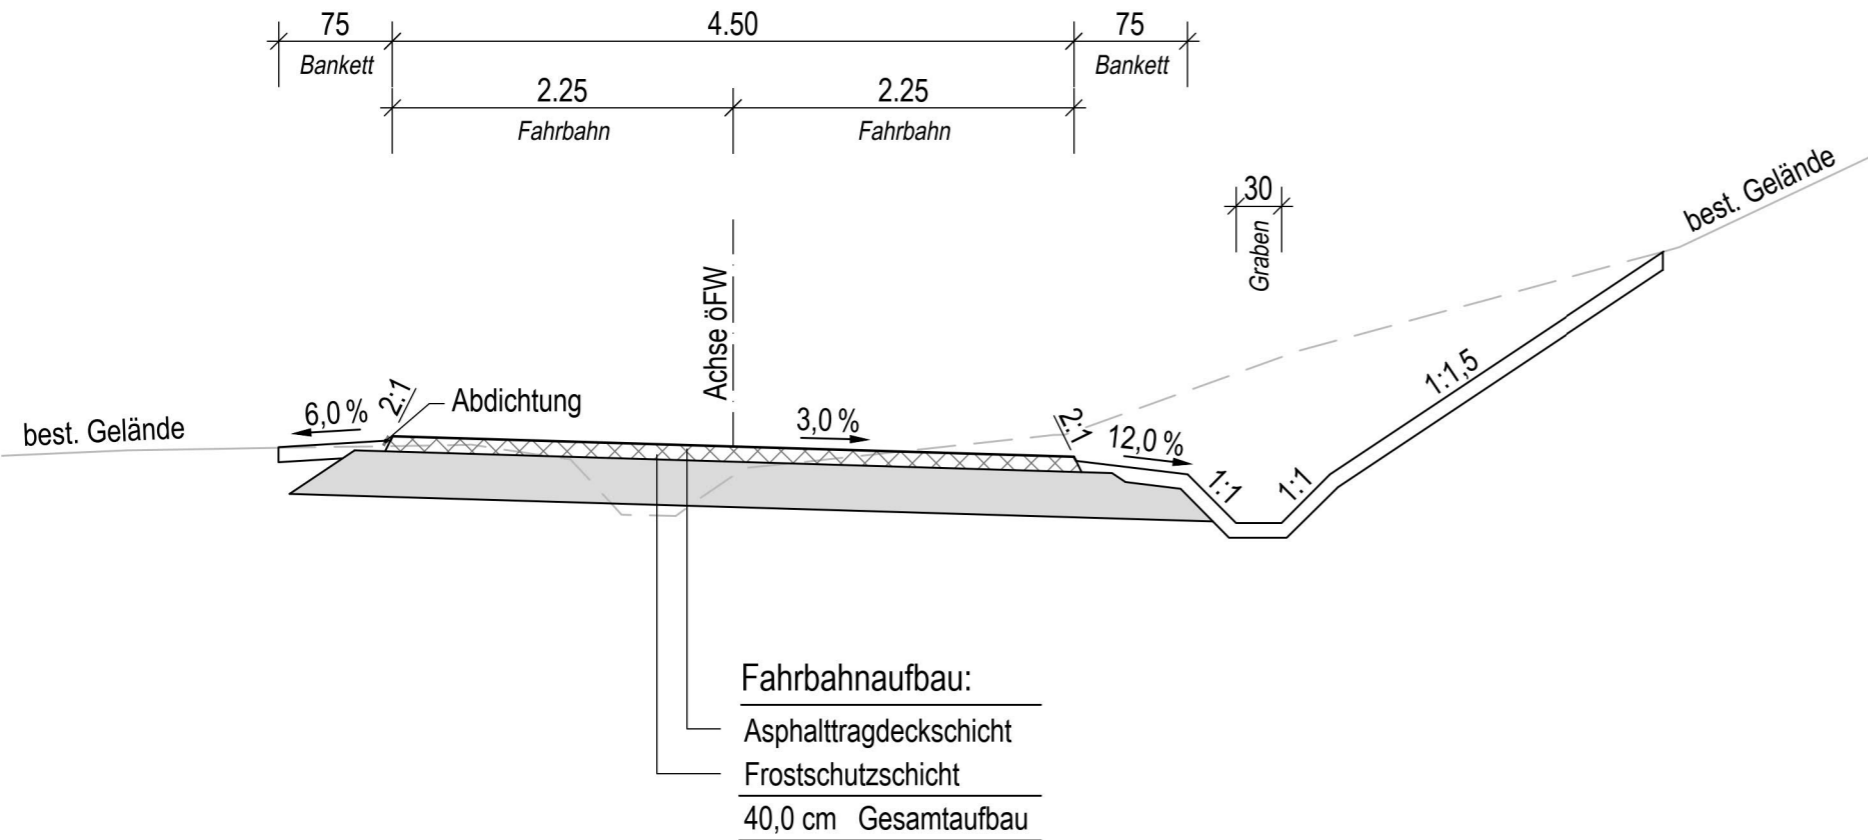 75
4.50
75
Bankett
Bankett
2.25
2.25
Fahrbahn
Fahrbahn
30
Graben
best. Gelände
Achse öFW
1:1,5
best. Gelände
6,0 %
2:1
Abdichtung
3,0 %
2:1
12,0 %
1:1
1:1
Fahrbahnaufbau:
Asphalttragdeckschicht
Frostschutzschicht
40,0 cm Gesamtaufbau